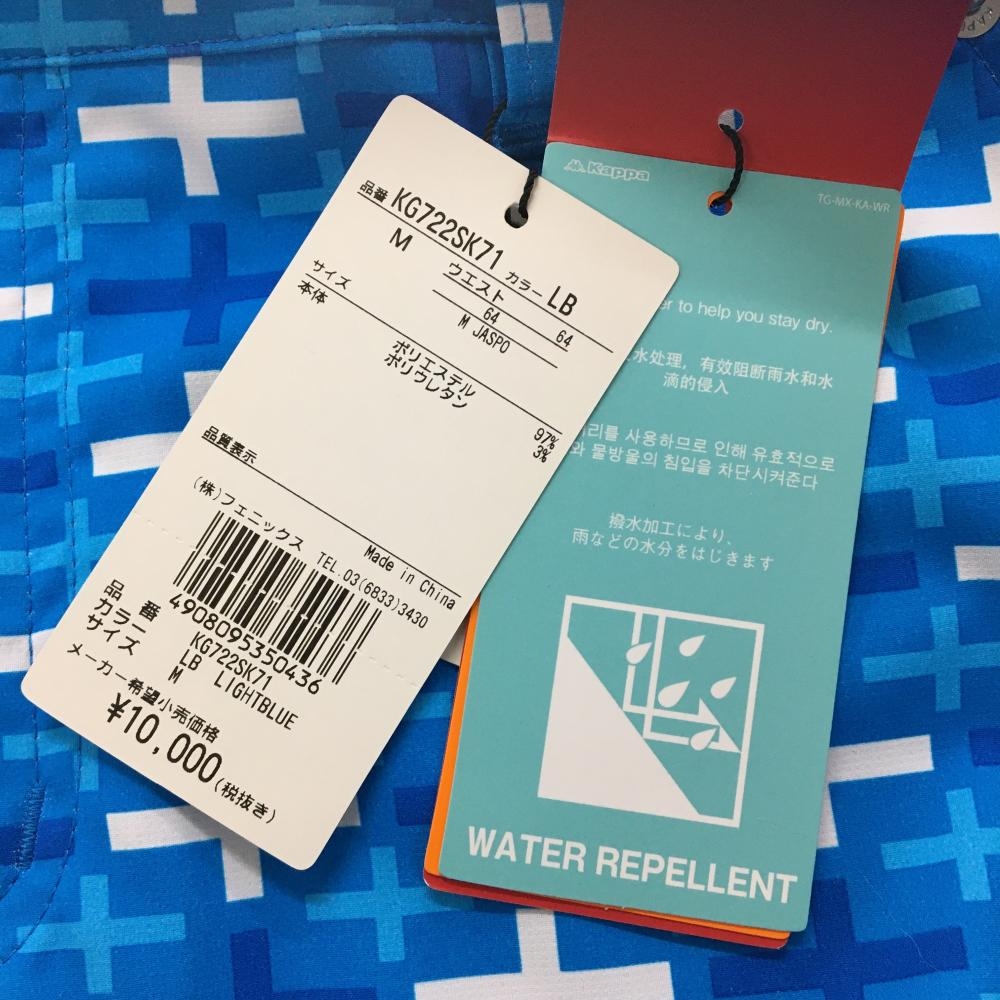 品番 KG722SK71 カラー LB
M
ウエスト
サイズ
64 64
M JASPO
本体
ポリエステル
ポリウレタン
97%
3%
品質表示
(株)フェニックス
Made in China
TEL.03(6833)3430
4908095350436
品番 KG722SK71
カラー LB LIGHTBLUE
サイズ M
メーカー希望小売価格
¥10,000(税抜き)
Kappa
TG-MX-KA-WR
to help you stay dry.
水处理，有效阻断雨水和水
滴的侵入
사용하므로 인해 유효적으로
물방울의 침입을 차단시켜준다
撥水加工により、
雨などの水分をはじきます
WATER REPELLENT